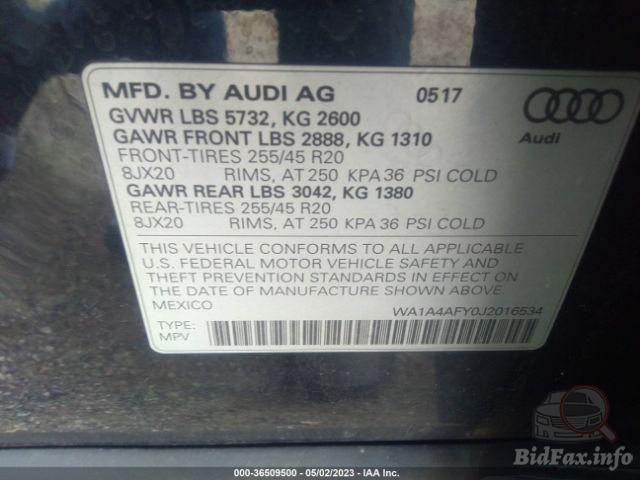 MFD. BY AUDI AG 0517
GVWR LBS 5732, KG 2600
GAWR FRONT LBS 2888, KG 1310
Audi
FRONT-TIRES 255/45 R20
8JX20 RIMS, AT 250 KPA 36 PSI COLD
GAWR REAR LBS 3042, KG 1380
REAR-TIRES 255/45 R20
8JX20 RIMS, AT 250 KPA 36 PSI COLD
THIS VEHICLE CONFORMS TO ALL APPLICABLE
U.S. FEDERAL MOTOR VEHICLE SAFETY AND
THEFT PREVENTION STANDARDS IN EFFECT ON
THE DATE OF MANUFACTURE SHOWN ABOVE.
MEXICO WA1A4AFY0J2016534
TYPE:
MPV
BidFax.info
000-36509500 - 05/02/2023 - IAA Inc.